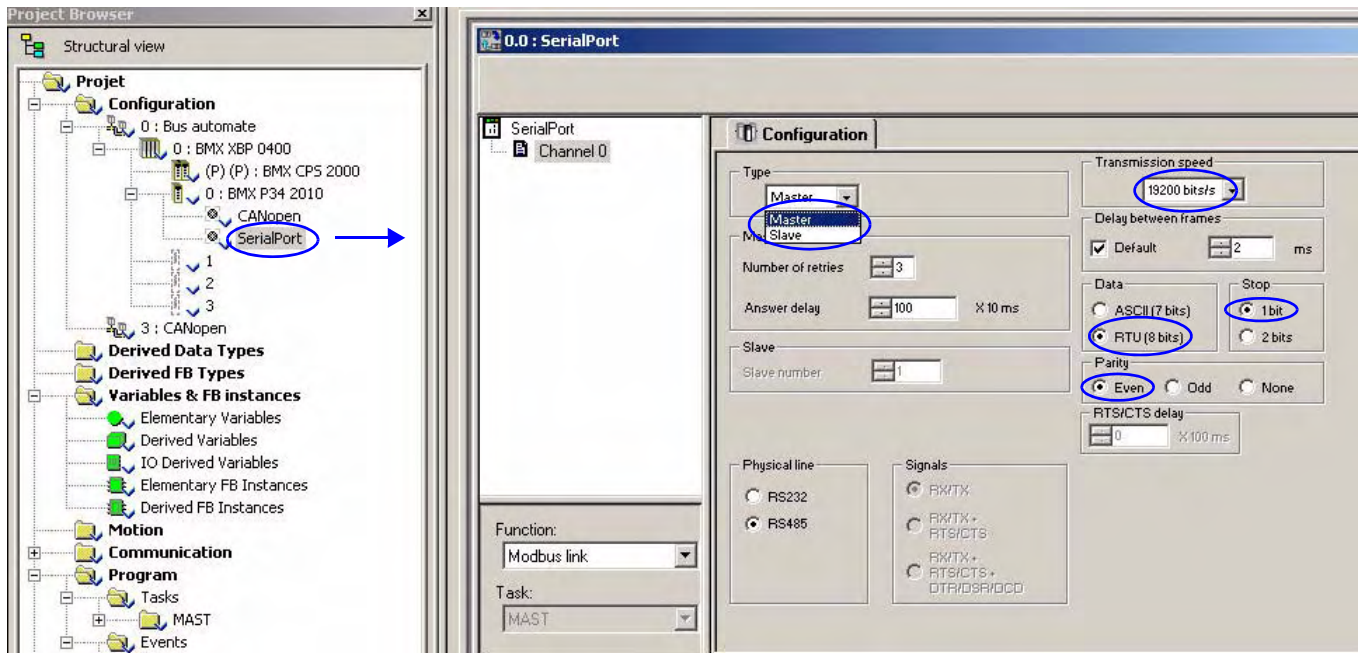 Project Browser
Structural view
Projet
Configuration
0 : Bus automate
0 : BMX XBP 0400
(P) (P) : BMX CPS 2000
0 : BMX P34 2010
CANopen
SerialPort
1
2
3
3 : CANopen
Derived Data Types
Derived FB Types
Variables & FB instances
Elementary Variables
Derived Variables
IO Derived Variables
Elementary FB Instances
Derived FB Instances
Motion
Communication
Program
Tasks
MAST
Events
0.0 : SerialPort
SerialPort
Channel 0
Function:
Modbus link
Task:
MAST
Configuration
Type
Master
Master
Slave
Number of retries 3
Answer delay 100 X 10 ms
Slave
Slave number 1
Physical line
RS232
RS485
Signals
RX/TX
RX/TX +
RTS/CTS
RX/TX +
RTS/CTS +
DTR/DSR/DCD
Transmission speed
19200 bits/s
Delay between frames
Default 2 ms
Data
ASCII (7 bits)
RTU (8 bits)
Stop
1 bit
2 bits
Parity
Even Odd None
RTS/CTS delay
0 X 100 ms